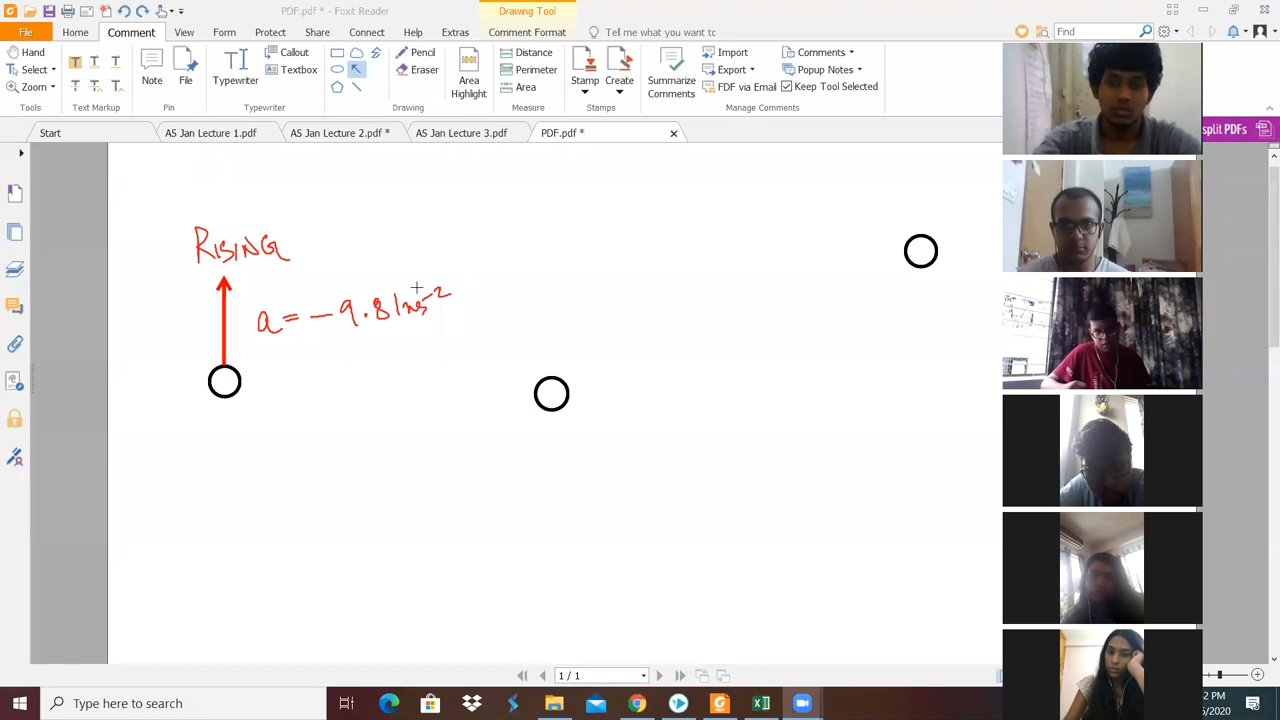 PDF.pdf * - Foxit Reader
Drawing Tool
File
Home
Comment
View
Form
Protect
Share
Connect
Help
Extras
Comment Format
Tell me what you want tc
Find
Hand
Select
Zoom
Tools
Text Markup
Note
File
Pin
Typewriter
Callout
Textbox
Typewriter
Pencil
Eraser
Drawing
Area
Highlight
Distance
Perimeter
Area
Measure
Stamp
Create
Stamps
Summarize
Comments
Import
Export
FDF via Email
Comments
Popup Notes
Keep Tool Selected
Manage Comments
Start
AS Jan Lecture 1.pdf
AS Jan Lecture 2.pdf *
AS Jan Lecture 3.pdf
PDF.pdf *
split PDFs
RISING
a = - 9.81ms⁻²
1 / 1
Type here to search
2 PM
/2020